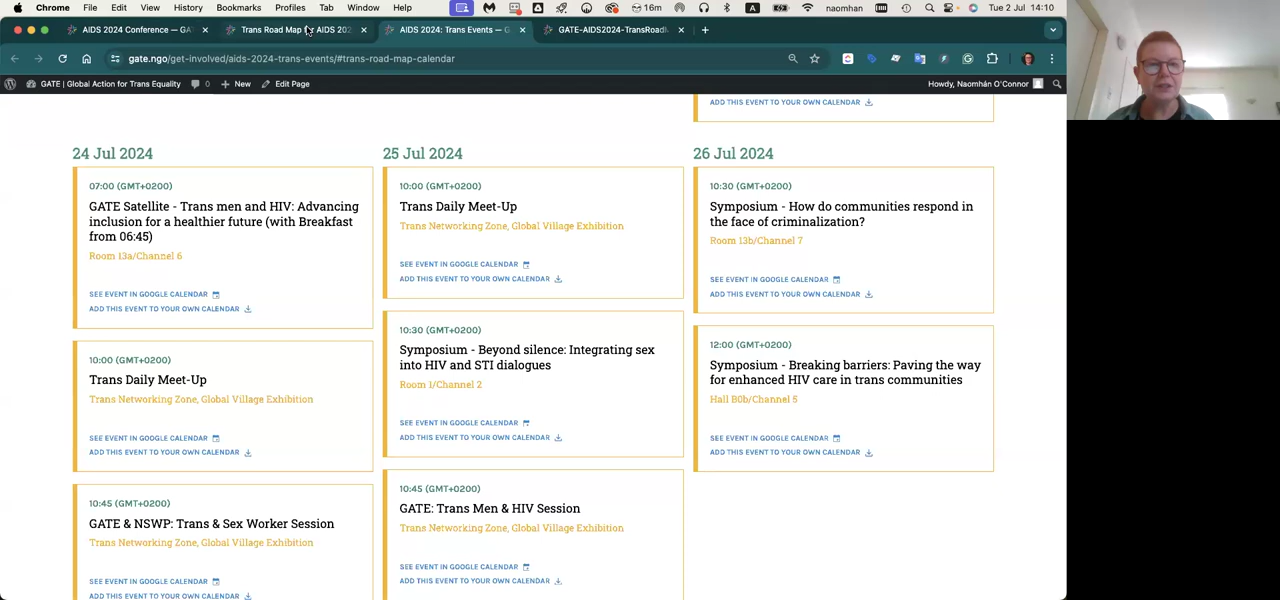 Chrome File Edit View History Bookmarks Profiles Tab Window Help 16m A naomhan Tue 2 Jul 14:10
AIDS 2024 Conference — GAT Trans Road Map for AIDS 202 AIDS 2024: Trans Events — G GATE-AIDS2024-TransRoadM
gate.ngo/get-involved/aids-2024-trans-events/#trans-road-map-calendar
GATE | Global Action for Trans Equality 0 New Edit Page Howdy, Naomhán O'Connor
ADD THIS EVENT TO YOUR OWN CALENDAR
24 Jul 2024
07:00 (GMT+0200)
GATE Satellite - Trans men and HIV: Advancing
inclusion for a healthier future (with Breakfast
from 06:45)
Room 13a/Channel 6
SEE EVENT IN GOOGLE CALENDAR
ADD THIS EVENT TO YOUR OWN CALENDAR
10:00 (GMT+0200)
Trans Daily Meet-Up
Trans Networking Zone, Global Village Exhibition
SEE EVENT IN GOOGLE CALENDAR
ADD THIS EVENT TO YOUR OWN CALENDAR
10:45 (GMT+0200)
GATE & NSWP: Trans & Sex Worker Session
Trans Networking Zone, Global Village Exhibition
SEE EVENT IN GOOGLE CALENDAR
ADD THIS EVENT TO YOUR OWN CALENDAR
25 Jul 2024
10:00 (GMT+0200)
Trans Daily Meet-Up
Trans Networking Zone, Global Village Exhibition
SEE EVENT IN GOOGLE CALENDAR
ADD THIS EVENT TO YOUR OWN CALENDAR
10:30 (GMT+0200)
Symposium - Beyond silence: Integrating sex
into HIV and STI dialogues
Room 1/Channel 2
SEE EVENT IN GOOGLE CALENDAR
ADD THIS EVENT TO YOUR OWN CALENDAR
10:45 (GMT+0200)
GATE: Trans Men & HIV Session
Trans Networking Zone, Global Village Exhibition
SEE EVENT IN GOOGLE CALENDAR
ADD THIS EVENT TO YOUR OWN CALENDAR
26 Jul 2024
10:30 (GMT+0200)
Symposium - How do communities respond in
the face of criminalization?
Room 13b/Channel 7
SEE EVENT IN GOOGLE CALENDAR
ADD THIS EVENT TO YOUR OWN CALENDAR
12:00 (GMT+0200)
Symposium - Breaking barriers: Paving the way
for enhanced HIV care in trans communities
Hall B0b/Channel 5
SEE EVENT IN GOOGLE CALENDAR
ADD THIS EVENT TO YOUR OWN CALENDAR